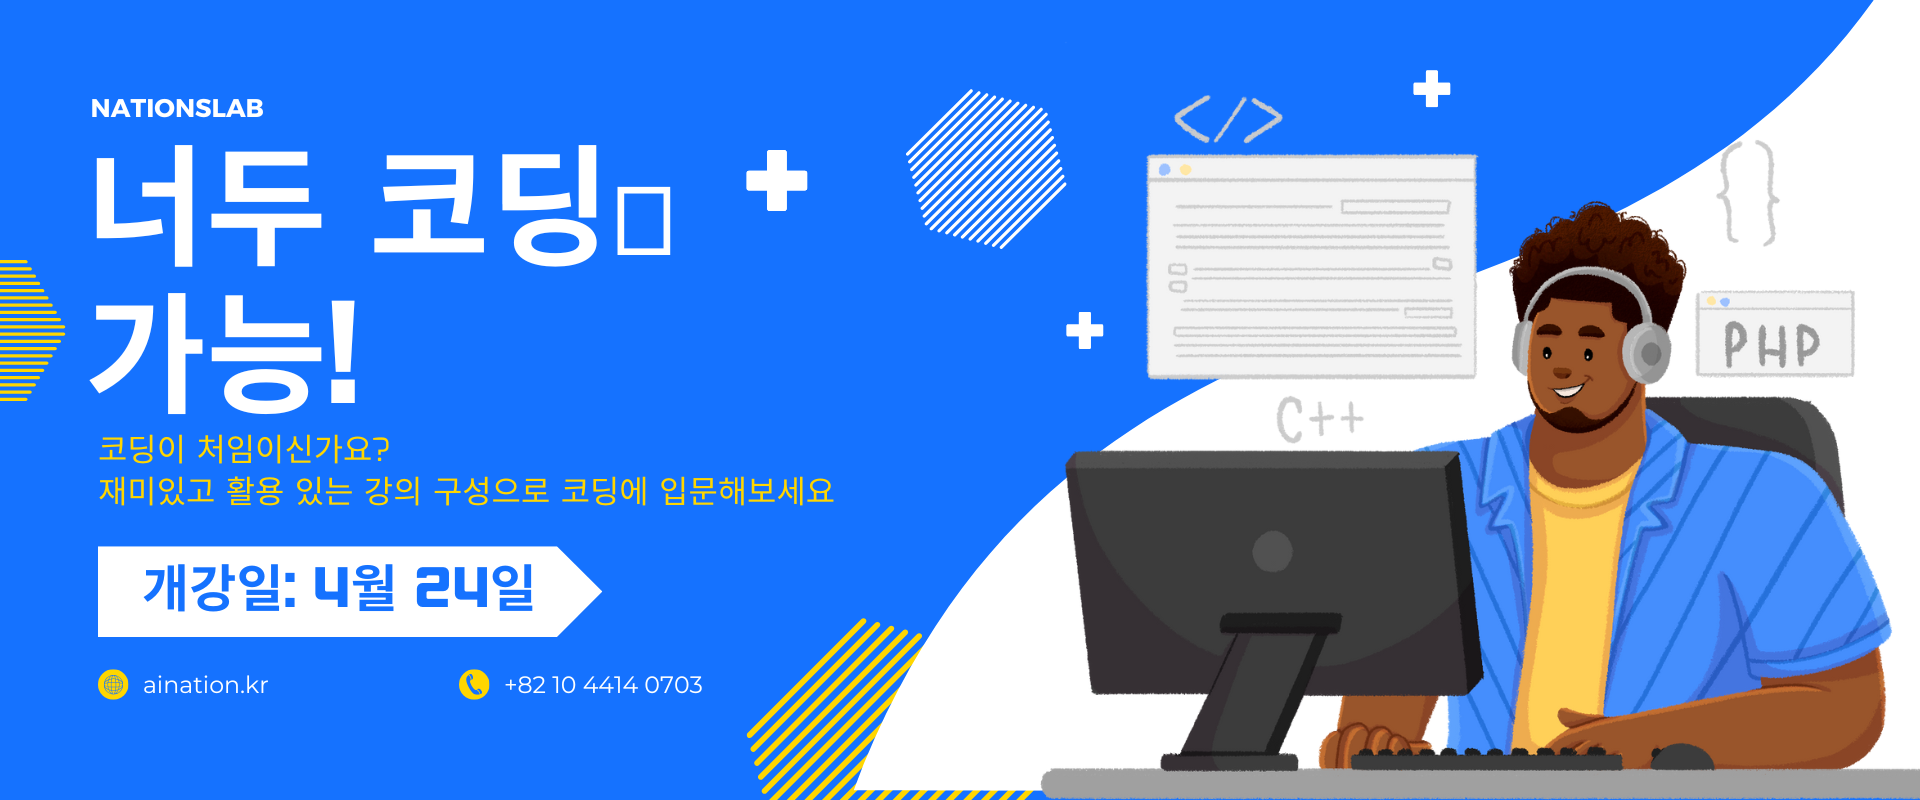 NATIONSLAB
너두 코딩□
가능!
코딩이 처임이신가요?
재미있고 활용 있는 강의 구성으로 코딩에 입문해보세요
개강일: 4월 24일
aination.kr
+82 10 4414 0703
</>
{}
PHP
C++